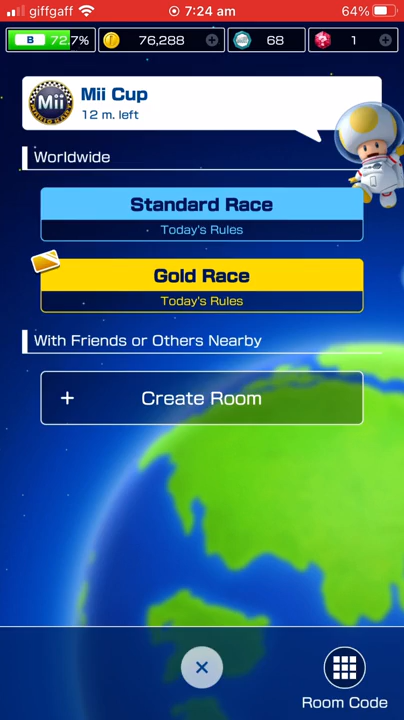 giffgaff 7:24 am 64%
B 72.7% 76,288 68 1
Mii Mii Cup
12 m. left
Worldwide
Standard Race
Today's Rules
Gold Race
Today's Rules
With Friends or Others Nearby
+ Create Room
Room Code